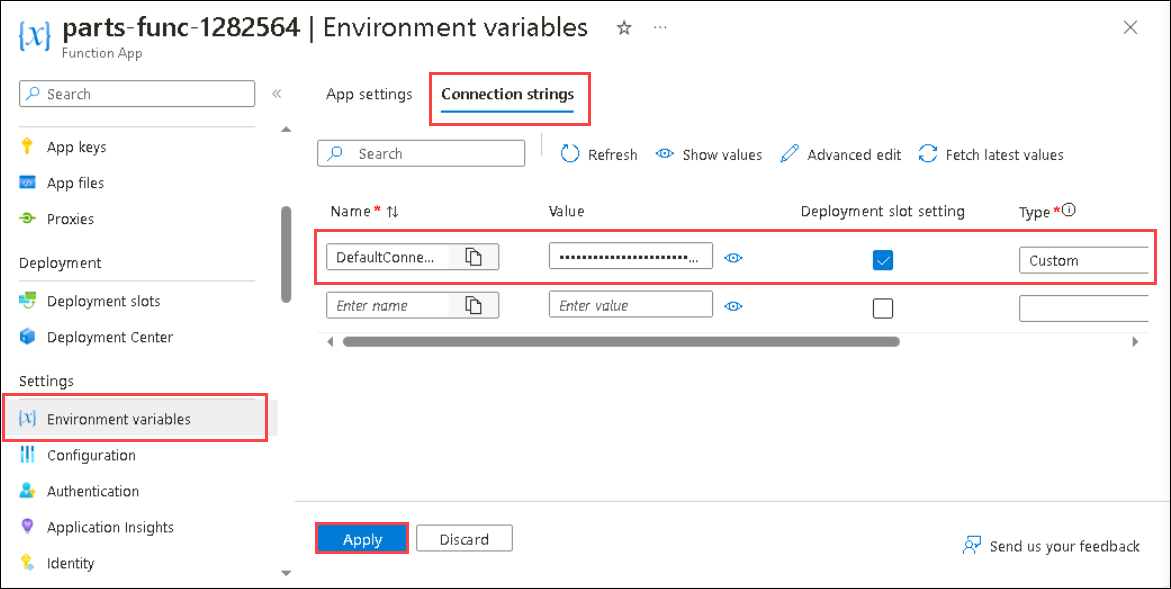 parts-func-1282564 | Environment variables
Function App
Search
App keys
App files
Proxies
Deployment
Deployment slots
Deployment Center
Settings
Environment variables
Configuration
Authentication
Application Insights
Identity
App settings
Connection strings
Search
Refresh
Show values
Advanced edit
Fetch latest values
Name * Value Deployment slot setting Type *
DefaultConne... ••••••••••••••••••••••••... Custom
Enter name Enter value
Apply
Discard
Send us your feedback